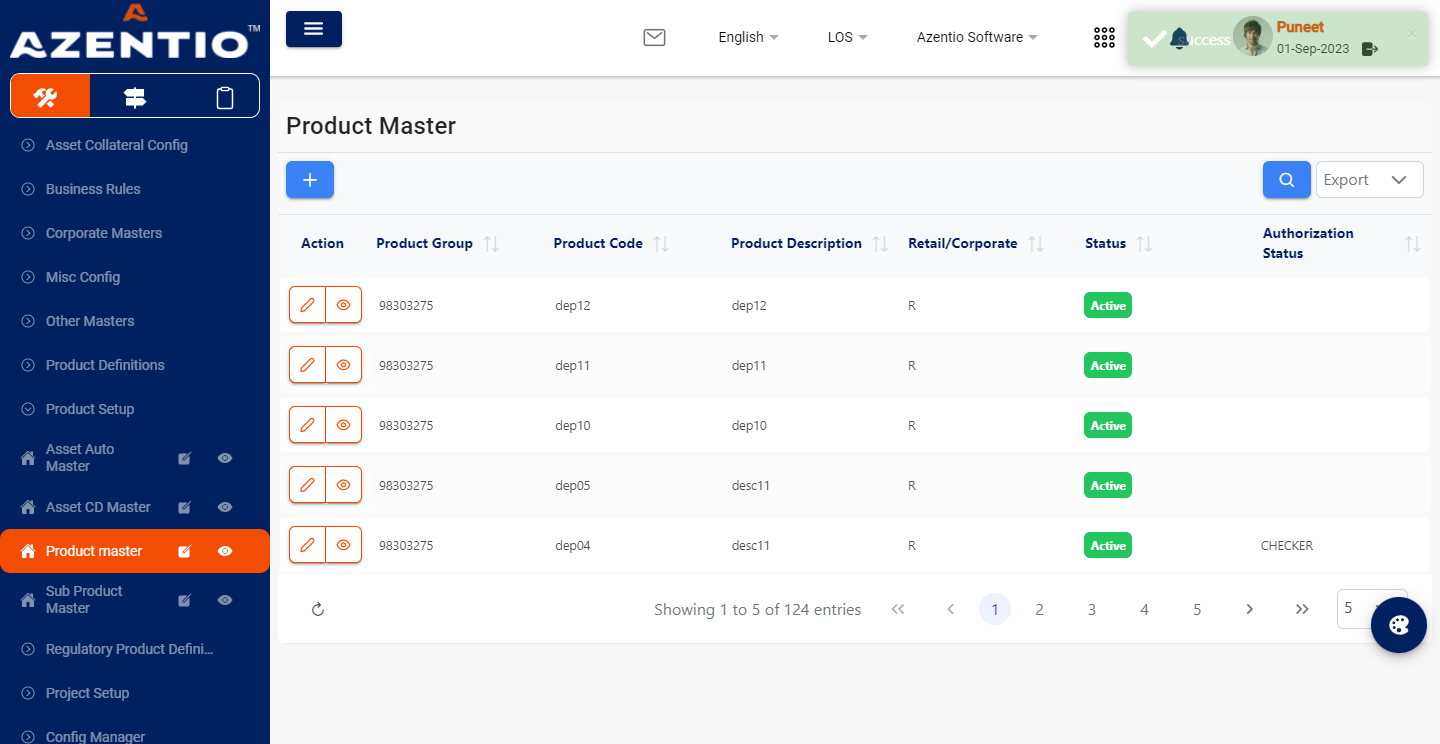 AZENTIO™
Asset Collateral Config
Business Rules
Corporate Masters
Misc Config
Other Masters
Product Definitions
Product Setup
Asset Auto
Master
Asset CD Master
Product master
Sub Product
Master
Regulatory Product Defini...
Project Setup
Config Manager
English
LOS
Azentio Software
success
Puneet
01-Sep-2023
Product Master
Export
Action Product Group Product Code Product Description Retail/Corporate Status Authorization
Status
98303275 dep12 dep12 R Active
98303275 dep11 dep11 R Active
98303275 dep10 dep10 R Active
98303275 dep05 desc11 R Active
98303275 dep04 desc11 R Active CHECKER
Showing 1 to 5 of 124 entries « ‹ 1 2 3 4 5 › » 5